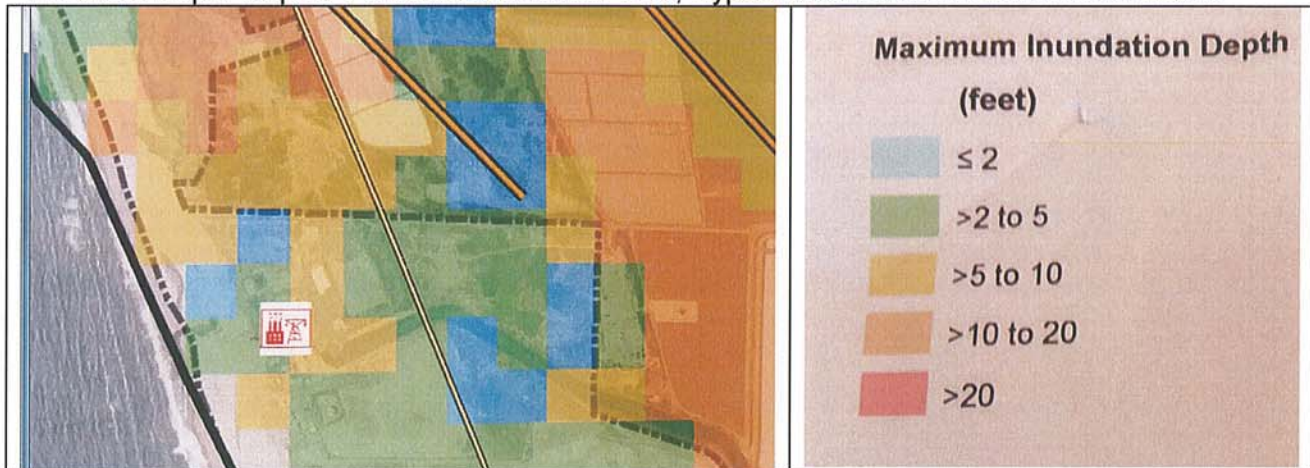 Maximum Inundation Depth
(feet)
≤ 2
>2 to 5
>5 to 10
>10 to 20
>20